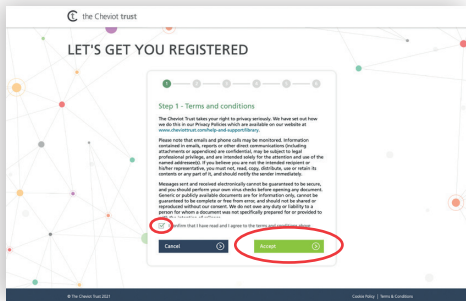 the Cheviot trust
LET'S GET YOU REGISTERED
1 2 3 4 5 6
Step 1 - Terms and conditions
The Cheviot Trust takes your right to privacy seriously. We have set out how
we do this in our Privacy Policies which are available on our website at
www.cheviottrust.com/help-and-support/library.
Please note that emails and phone calls may be monitored. Information
contained in emails, reports or other direct communications (including
attachments or appendices) are confidential, may be subject to legal
professional privilege, and are intended solely for the attention and use of the
named addressee(s). If you believe you are not the intended recipient or
his/her representative, you must not, read, copy, distribute, use or retain its
contents or any part of it, and should notify the sender immediately.
Messages sent and received electronically cannot be guaranteed to be secure,
and you should perform your own virus checks before opening any document.
Generic or publicly available documents are for information only, cannot be
guaranteed to be complete or free from error, and should not be shared or
reproduced without our consent. We do not owe any duty or liability to a
person for whom a document was not specifically prepared for or provided to
confirm that I have read and I agree to the terms and conditions above
Cancel
Accept
© The Cheviot Trust 2021
Cookie Policy | Terms & Conditions